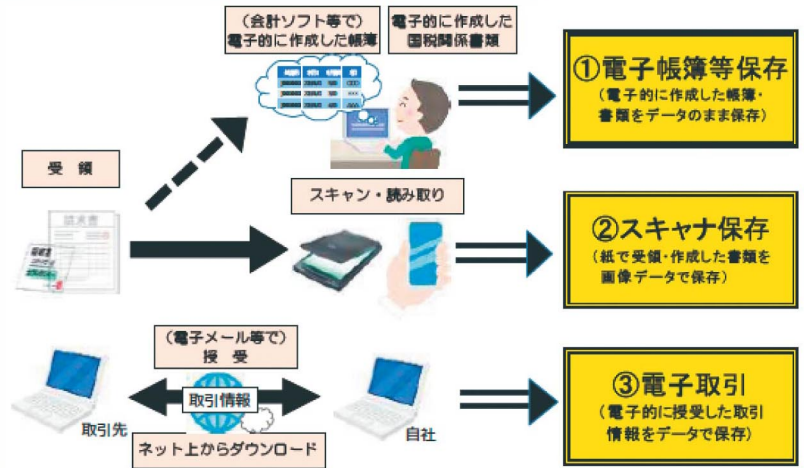 （会計ソフト等で）
電子的に作成した帳簿
電子的に作成した
国税関係書類
①電子帳簿等保存
（電子的に作成した帳簿・
書類をデータのまま保存）
受 領
請求書
スキャン・読み取り
②スキャナ保存
（紙で受領・作成した書類を
画像データで保存）
（電子メール等で）
授 受
取引情報
取引先
自社
ネット上からダウンロード
③電子取引
（電子的に授受した取引
情報をデータで保存）